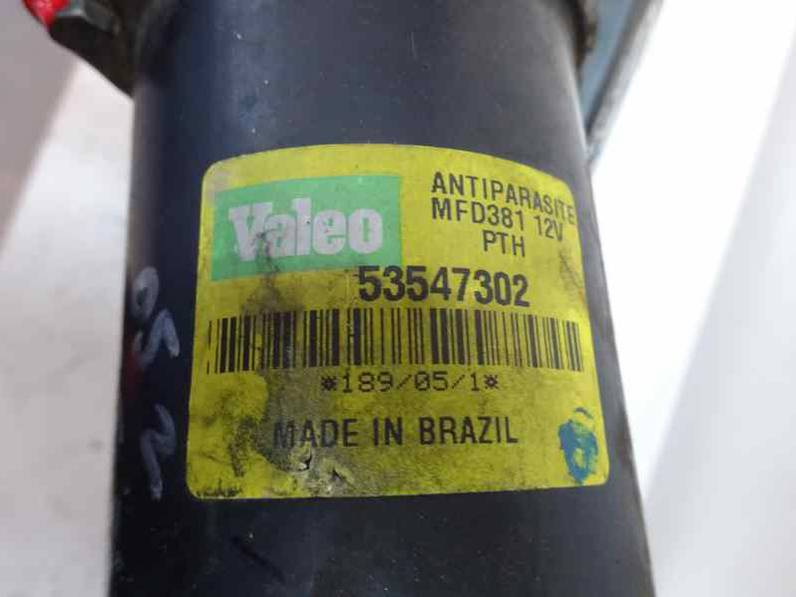 Valeo
ANTIPARASITE
MFD381 12V
PTH
53547302
*189/05/1*
MADE IN BRAZIL